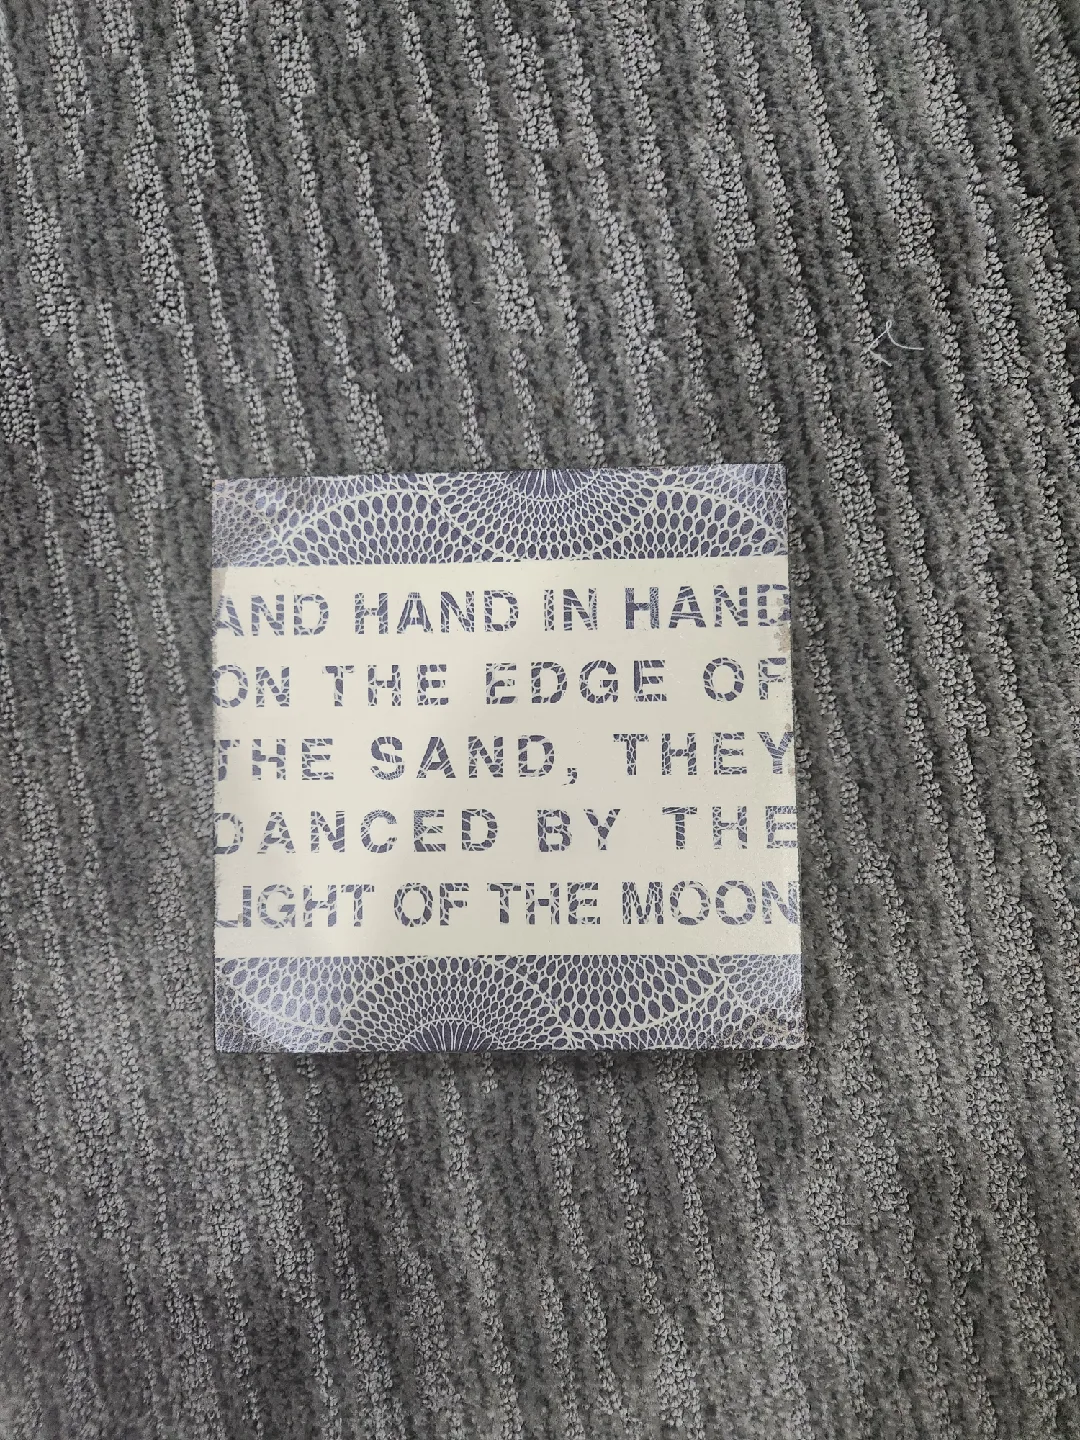 AND HAND IN HAND
ON THE EDGE OF
THE SAND, THEY
DANCED BY THE
LIGHT OF THE MOON